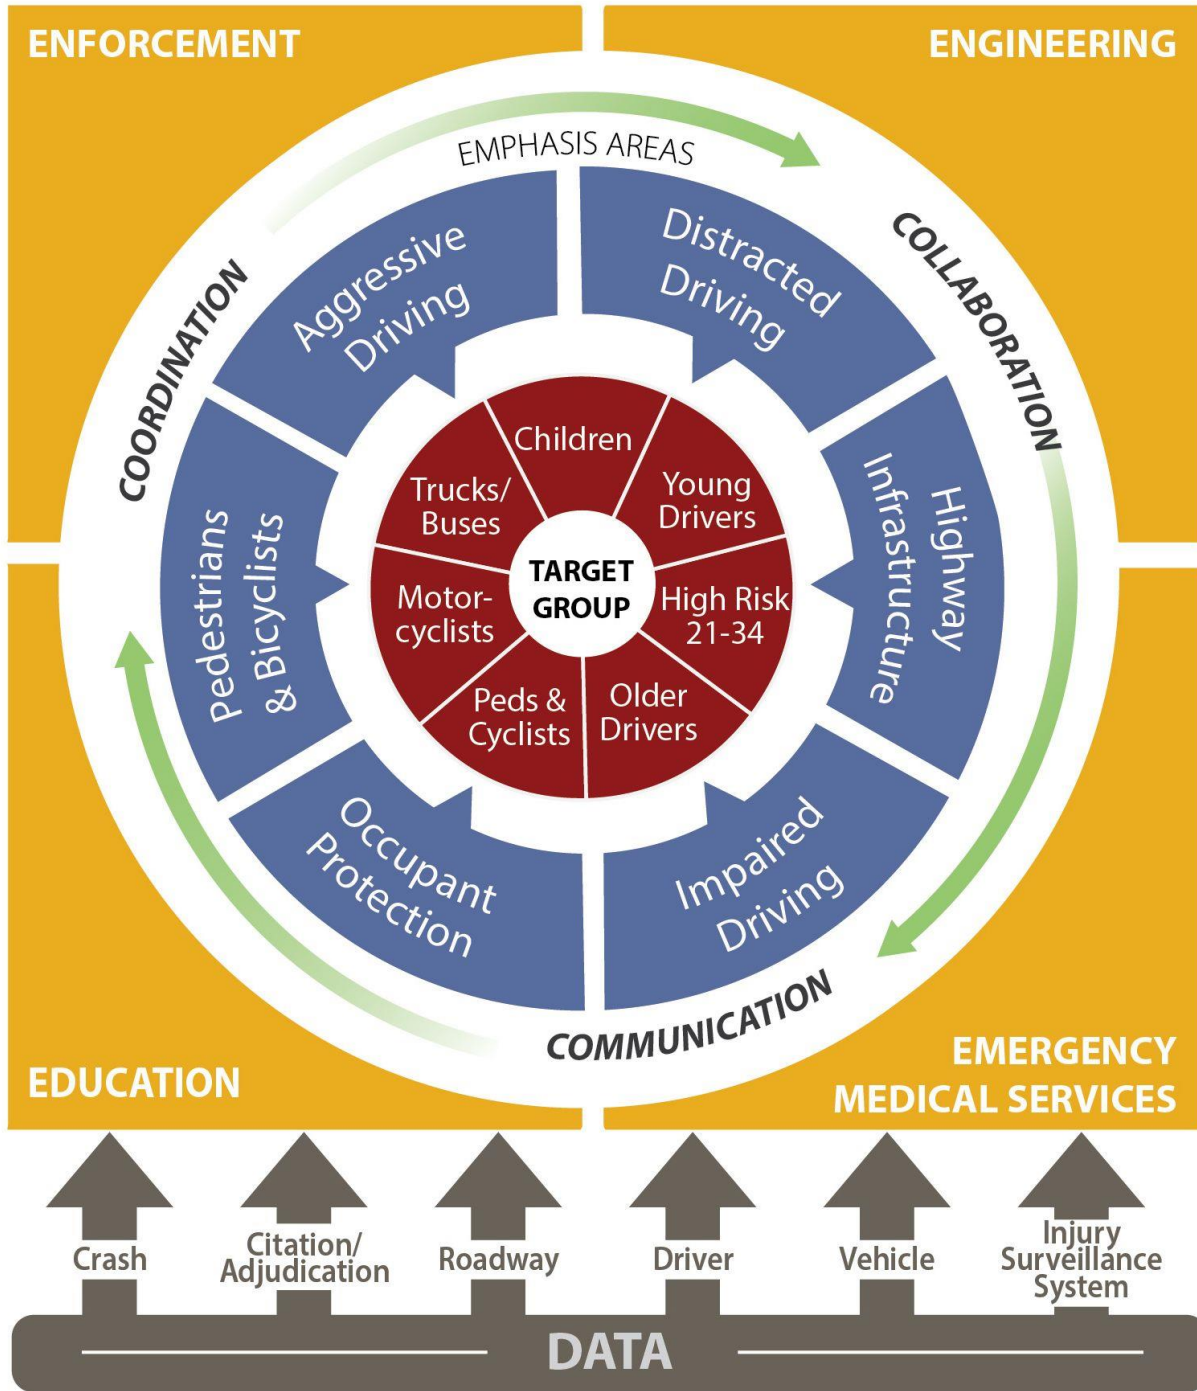 ENFORCEMENT
ENGINEERING
EMPHASIS AREAS
COORDINATION
COLLABORATION
COMMUNICATION
Aggressive
Driving
Distracted
Driving
Highway
Infrastructure
Impaired
Driving
Occupant
Protection
Pedestrians
& Bicyclists
Children
Young
Drivers
High Risk
21-34
Older
Drivers
Peds &
Cyclists
Motor-
cyclists
Trucks/
Buses
TARGET
GROUP
EDUCATION
EMERGENCY
MEDICAL SERVICES
Crash
Citation/
Adjudication
Roadway
Driver
Vehicle
Injury
Surveillance
System
DATA